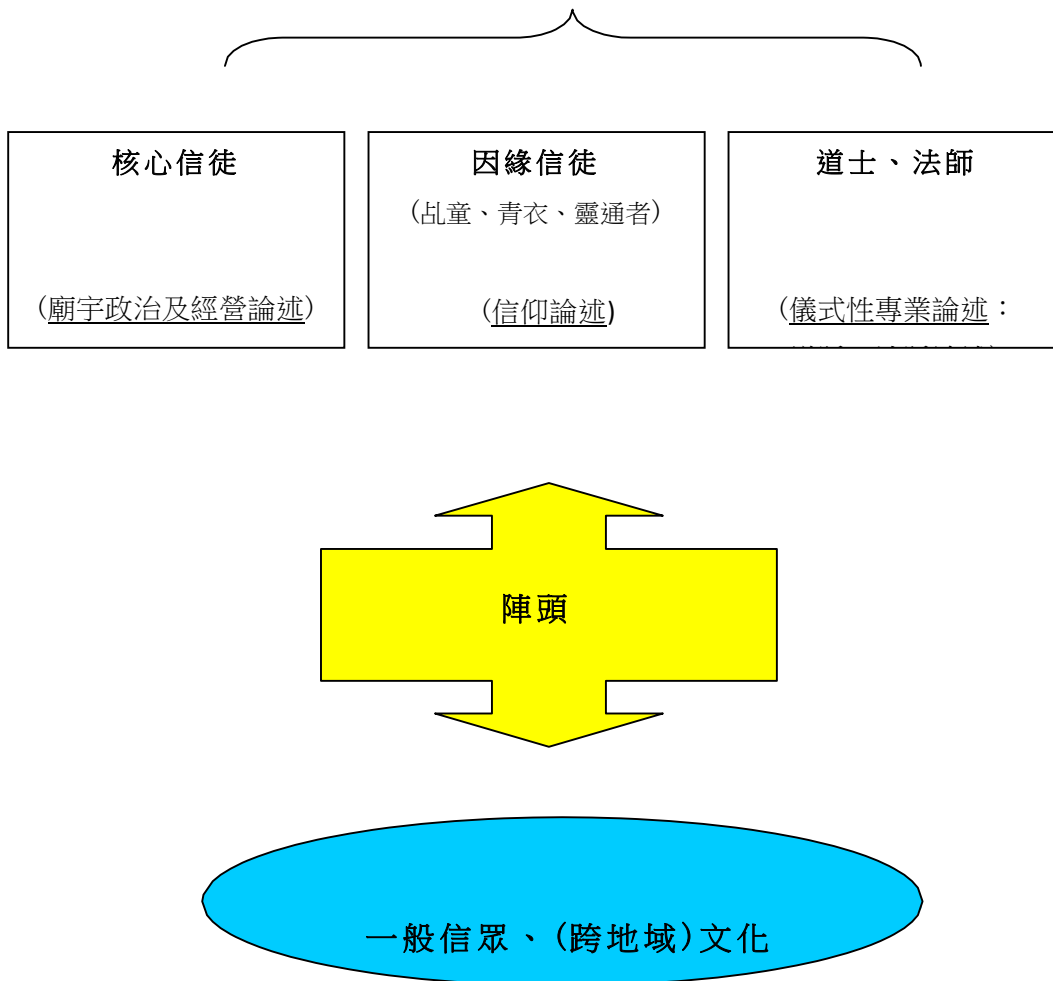 核心信徒
(廟宇政治及經營論述)
因緣信徒
(乩童、青衣、靈通者)
(信仰論述)
道士、法師
(儀式性專業論述：
陣頭
一般信眾、(跨地域)文化